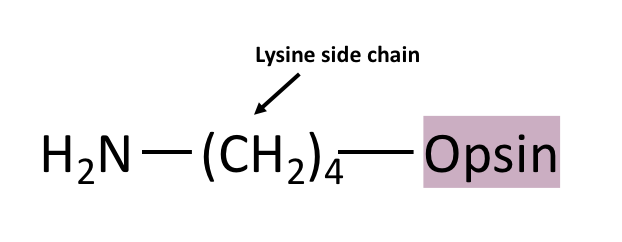 Lysine side chain
H₂N—(CH₂)₄—Opsin